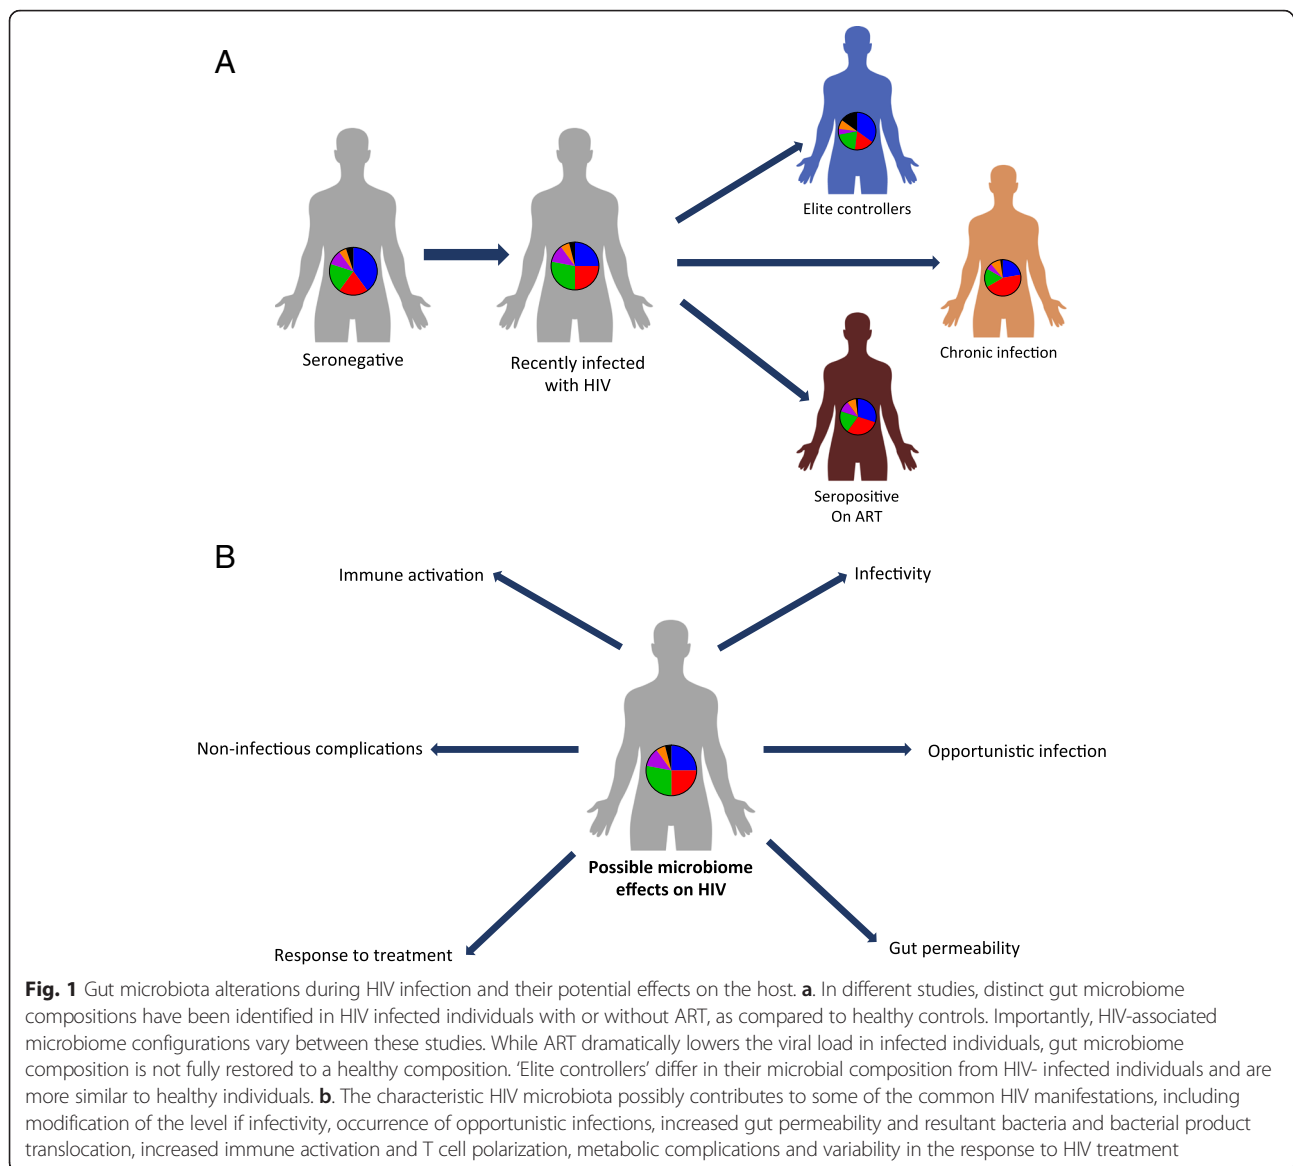 A
Elite controllers
Seronegative
Recently infected
with HIV
Chronic infection
Seropositive
On ART
B
Immune activation
Infectivity
Non-infectious complications
Opportunistic infection
Possible microbiome
effects on HIV
Response to treatment
Gut permeability
Fig. 1 Gut microbiota alterations during HIV infection and their potential effects on the host. a. In different studies, distinct gut microbiome
compositions have been identified in HIV infected individuals with or without ART, as compared to healthy controls. Importantly, HIV-associated
microbiome configurations vary between these studies. While ART dramatically lowers the viral load in infected individuals, gut microbiome
composition is not fully restored to a healthy composition. ‘Elite controllers’ differ in their microbial composition from HIV- infected individuals and are
more similar to healthy individuals. b. The characteristic HIV microbiota possibly contributes to some of the common HIV manifestations, including
modification of the level if infectivity, occurrence of opportunistic infections, increased gut permeability and resultant bacteria and bacterial product
translocation, increased immune activation and T cell polarization, metabolic complications and variability in the response to HIV treatment